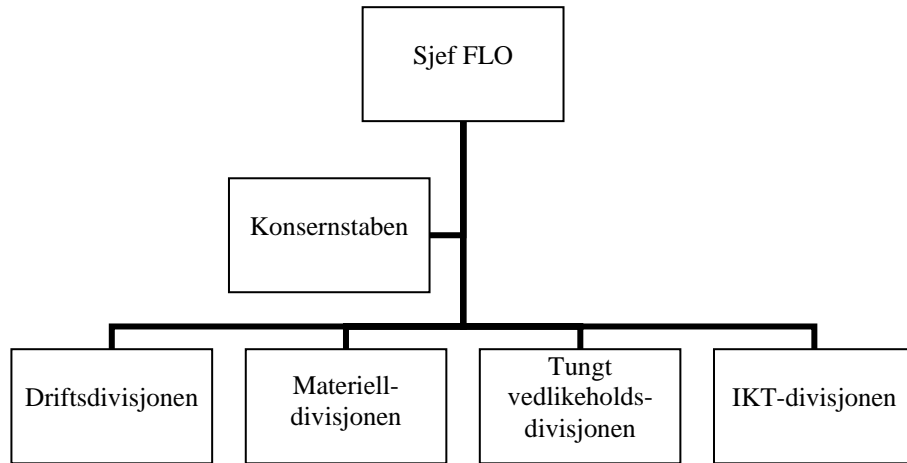 Sjef FLO
Konsernstaben
Driftsdivisjonen
Materiell-
divisjonen
Tungt
vedlikeholds-
divisjonen
IKT-divisjonen